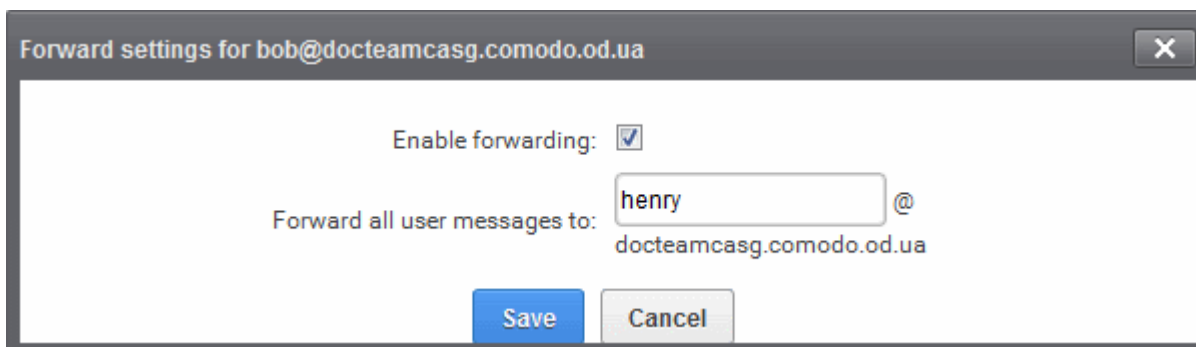 Forward settings for bob@docteamcasg.comodo.od.ua
Enable forwarding:
Forward all user messages to: henry @
docteamcasg.comodo.od.ua
Save Cancel